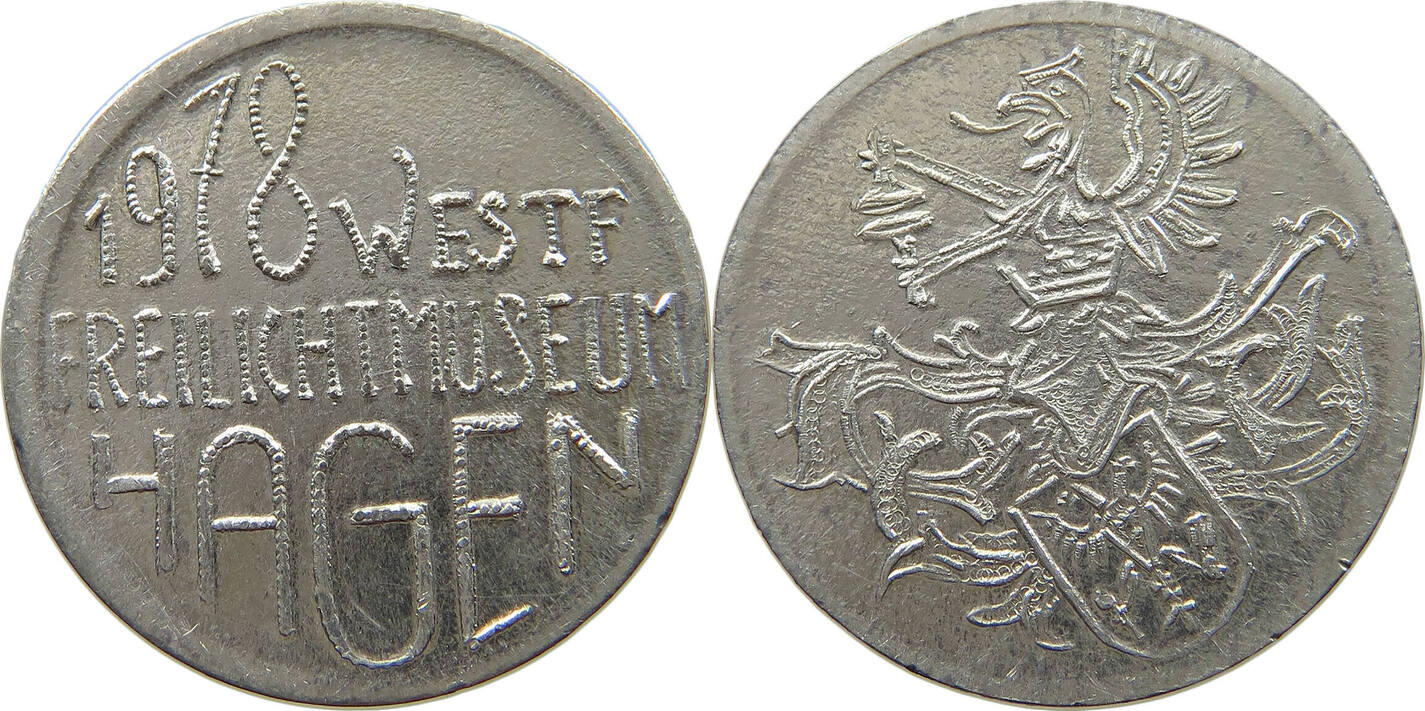 1978 WESTF
FREILICHTMUSEUM
HAGEN